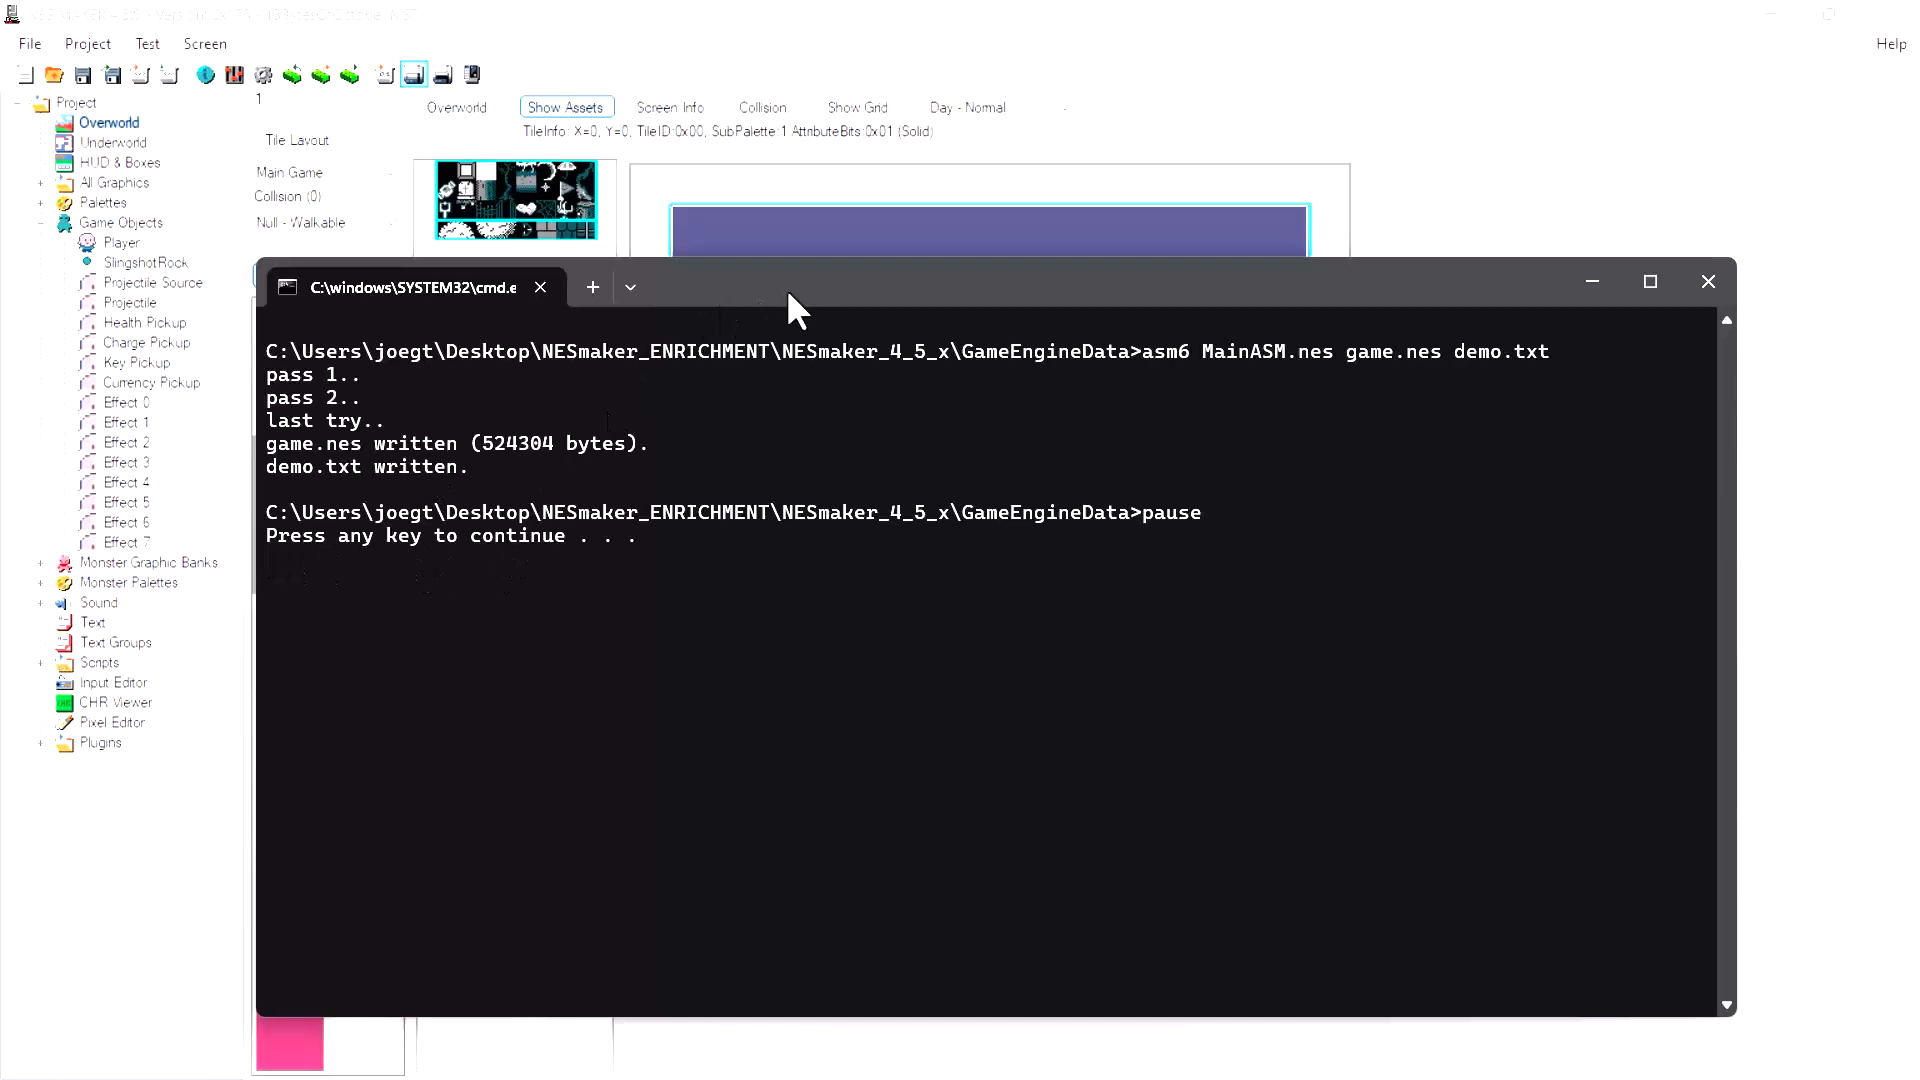 File Project Test Screen Help
1
Overworld Show Assets Screen Info Collision Show Grid Day - Normal
TileInfo: X=0, Y=0, TileID:0x00, SubPalette:1 AttributeBits:0x01 (Solid)
Tile Layout
Main Game
Collision (0)
Null - Walkable
Project
Overworld
Underworld
HUD & Boxes
All Graphics
Palettes
Game Objects
Player
SlingshotRock
Projectile Source
Projectile
Health Pickup
Charge Pickup
Key Pickup
Currency Pickup
Effect 0
Effect 1
Effect 2
Effect 3
Effect 4
Effect 5
Effect 6
Effect 7
Monster Graphic Banks
Monster Palettes
Sound
Text
Text Groups
Scripts
Input Editor
CHR Viewer
Pixel Editor
Plugins
C:\windows\SYSTEM32\cmd.e
C:\Users\joegt\Desktop\NESmaker_ENRICHMENT\NESmaker_4_5_x\GameEngineData>asm6 MainASM.nes game.nes demo.txt
pass 1..
pass 2..
last try..
game.nes written (524304 bytes).
demo.txt written.
C:\Users\joegt\Desktop\NESmaker_ENRICHMENT\NESmaker_4_5_x\GameEngineData>pause
Press any key to continue . . .